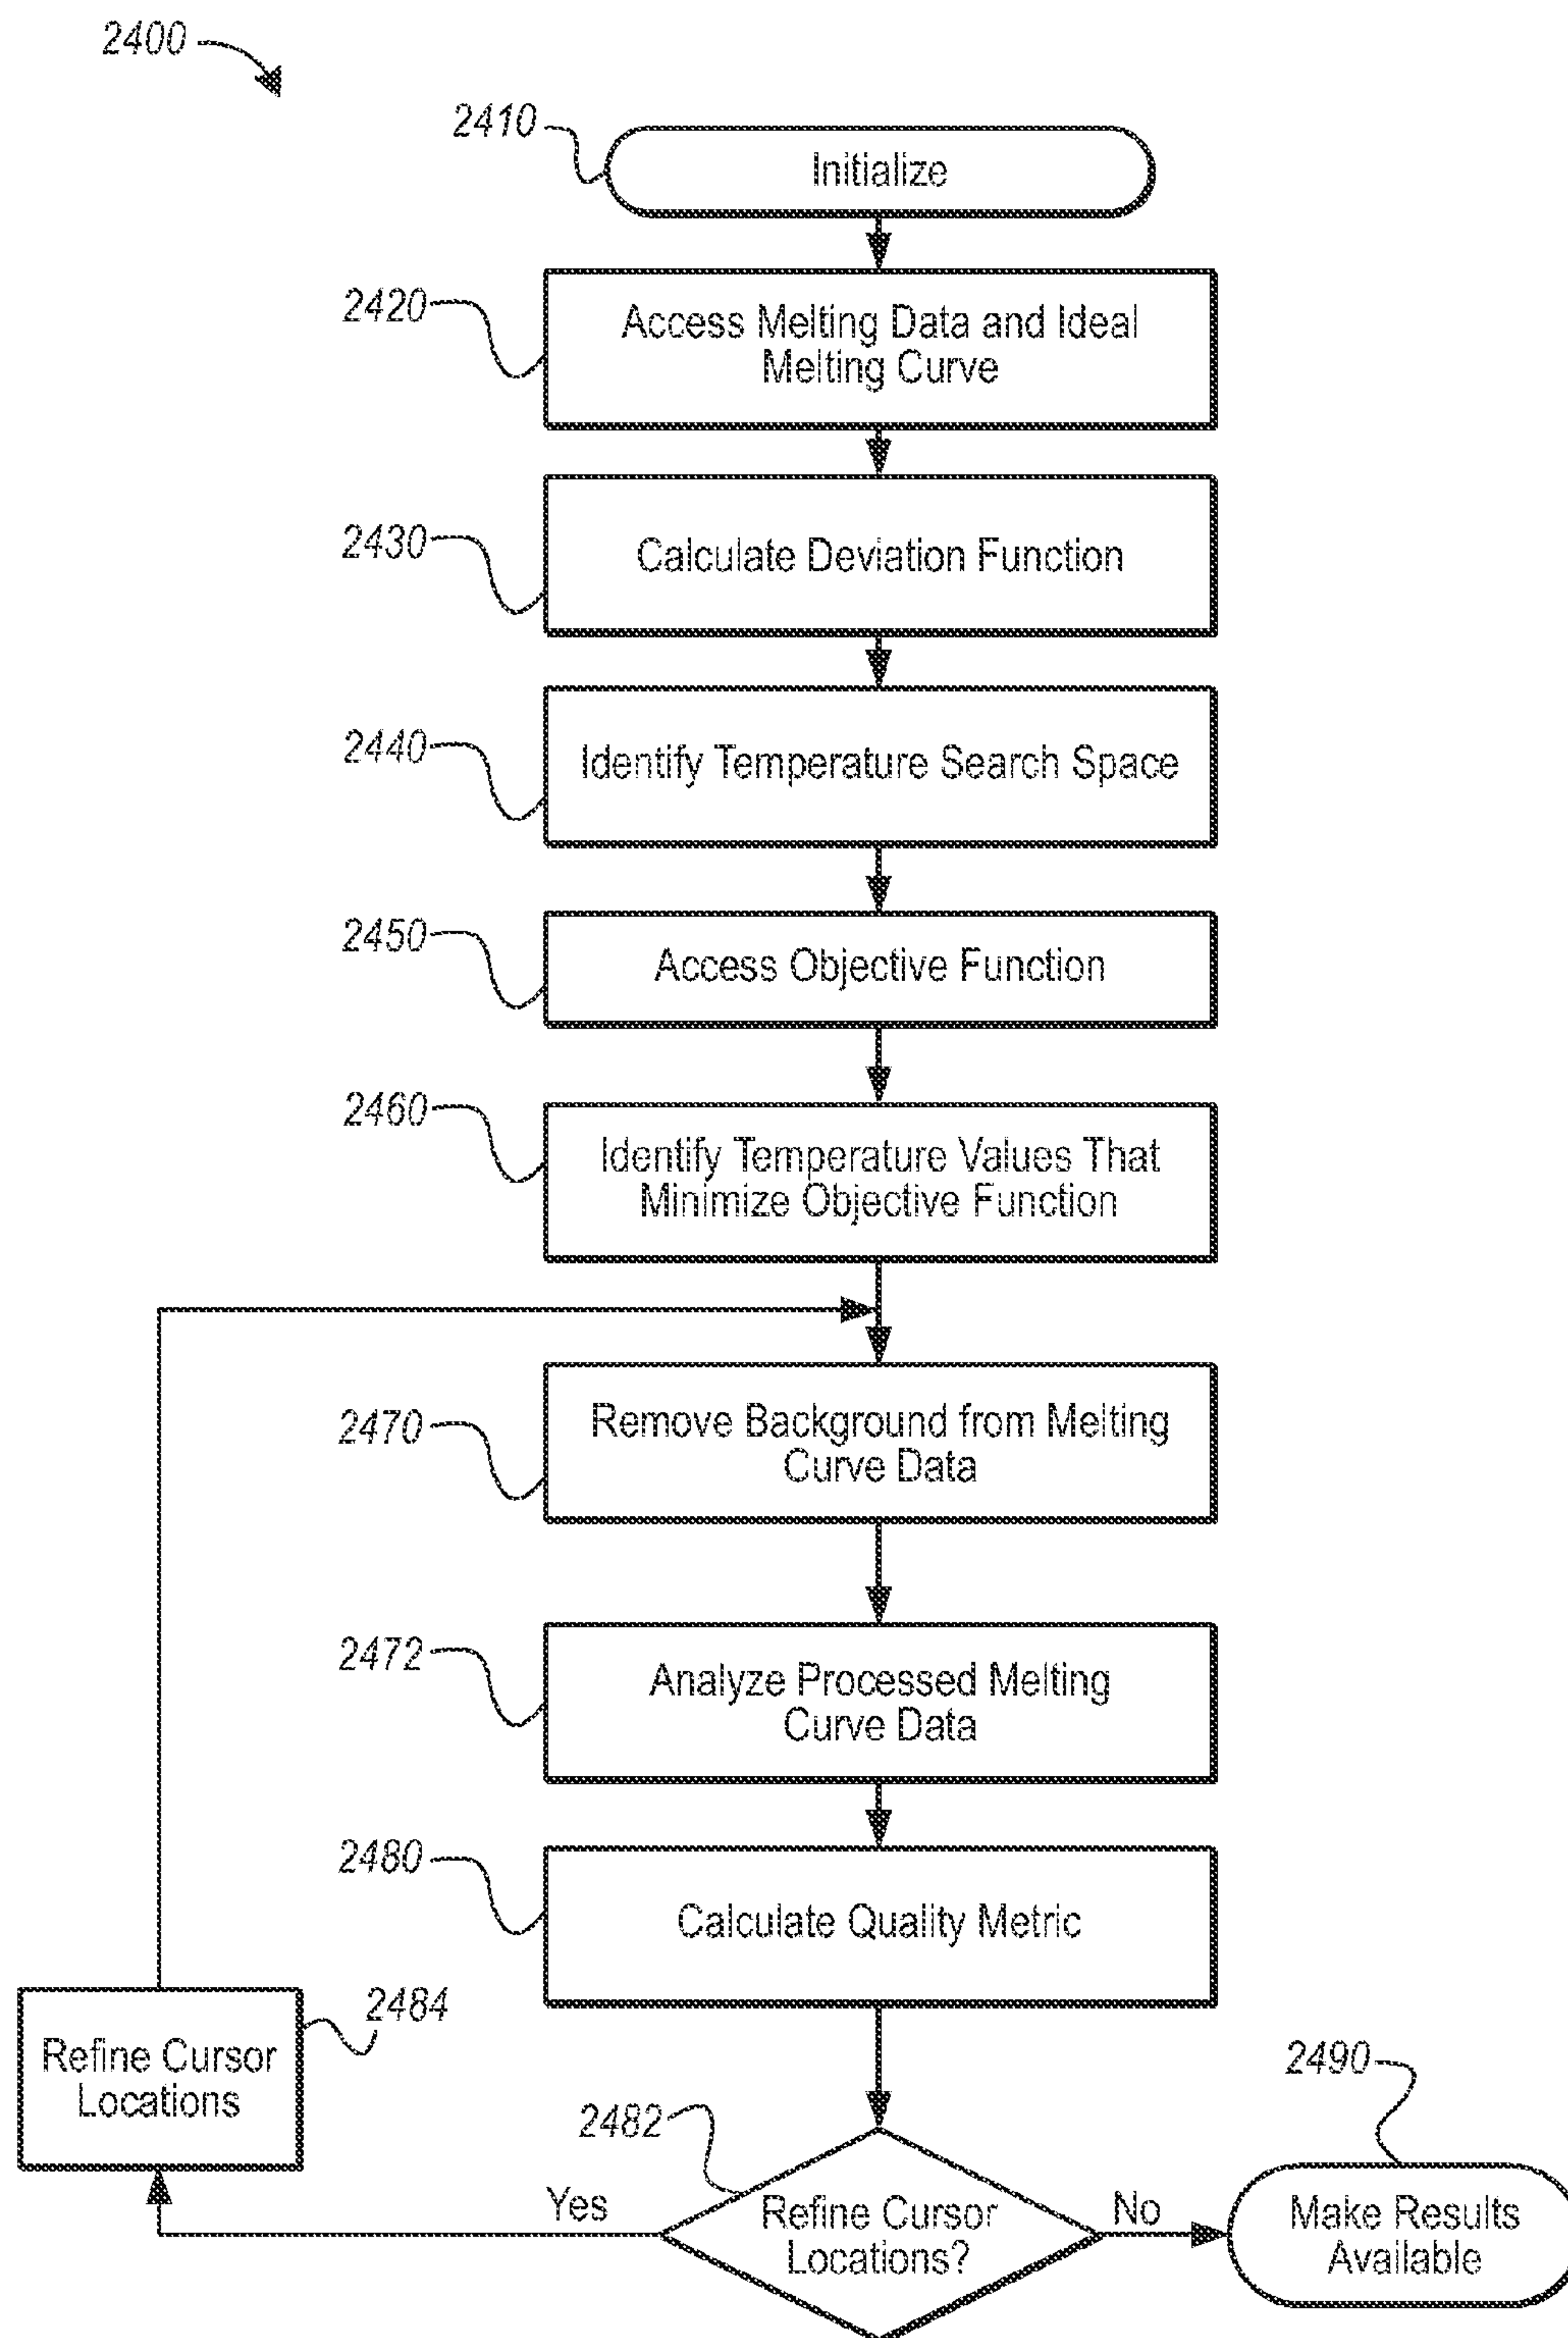 2400
2410
Initialize
2420
Access Melting Data and Ideal
Melting Curve
2430
Calculate Deviation Function
2440
Identify Temperature Search Space
2450
Access Objective Function
2460
Identify Temperature Values That
Minimize Objective Function
2470
Remove Background from Melting
Curve Data
2472
Analyze Processed Melting
Curve Data
2480
Calculate Quality Metric
2484
Refine Cursor
Locations
2482
Refine Cursor
Locations?
Yes
No
2490
Make Results
Available